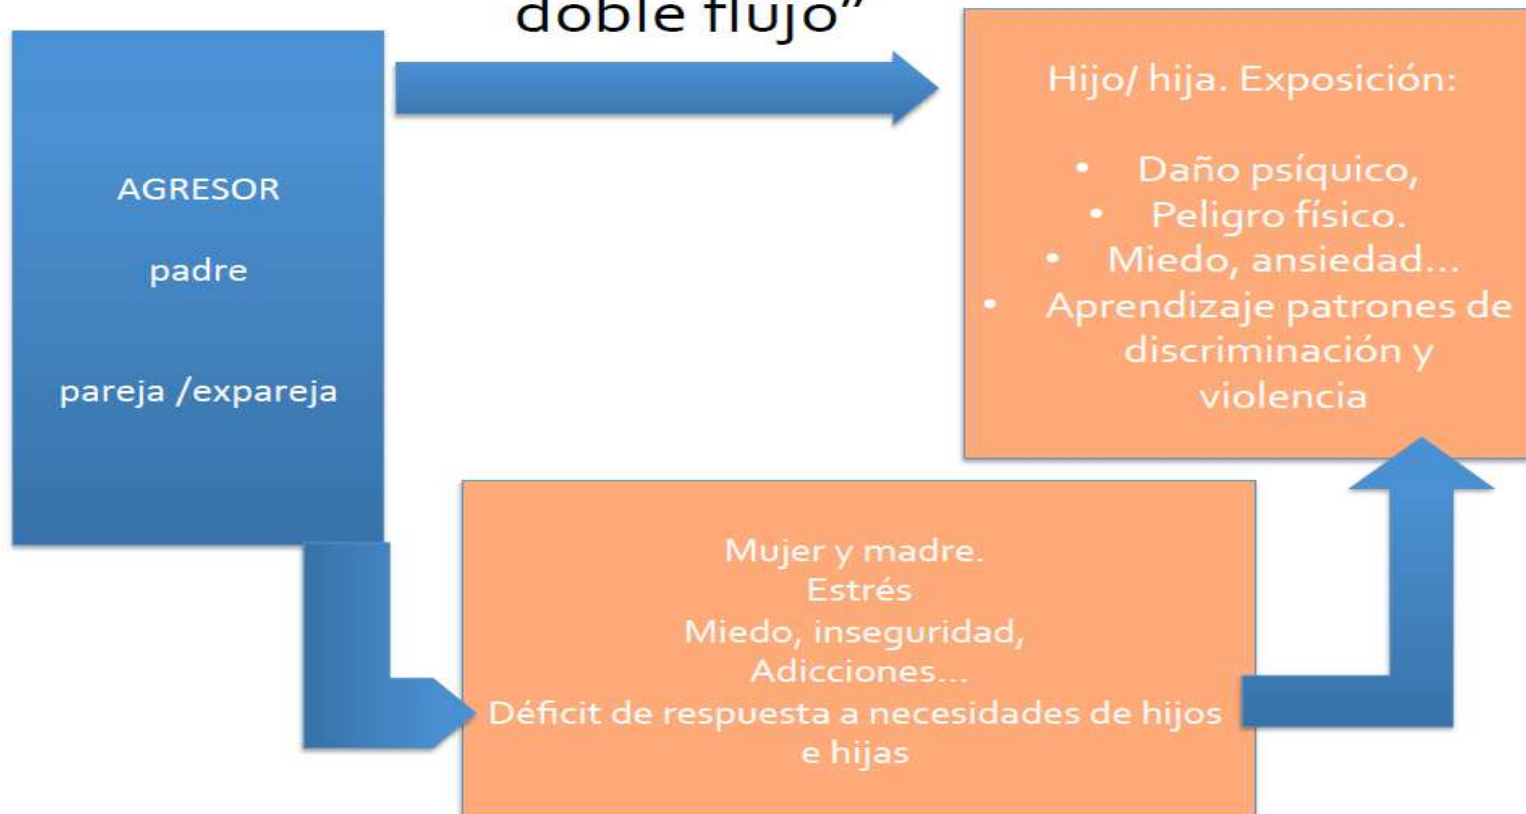 doble flujo”
AGRESOR
padre
pareja /expareja
Hijo/ hija. Exposición:
• Daño psíquico,
• Peligro físico.
• Miedo, ansiedad...
• Aprendizaje patrones de
discriminación y
violencia
Mujer y madre.
Estrés
Miedo, inseguridad,
Adicciones...
Déficit de respuesta a necesidades de hijos
e hijas